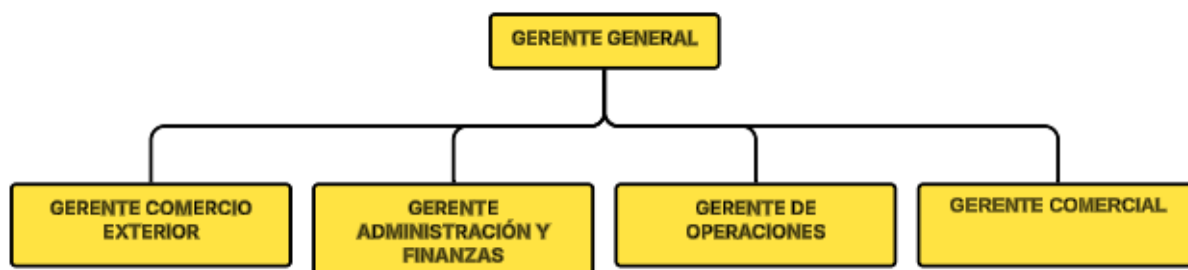 GERENTE GENERAL
GERENTE COMERCIO
EXTERIOR
GERENTE
ADMINISTRACIÓN Y
FINANZAS
GERENTE DE
OPERACIONES
GERENTE COMERCIAL